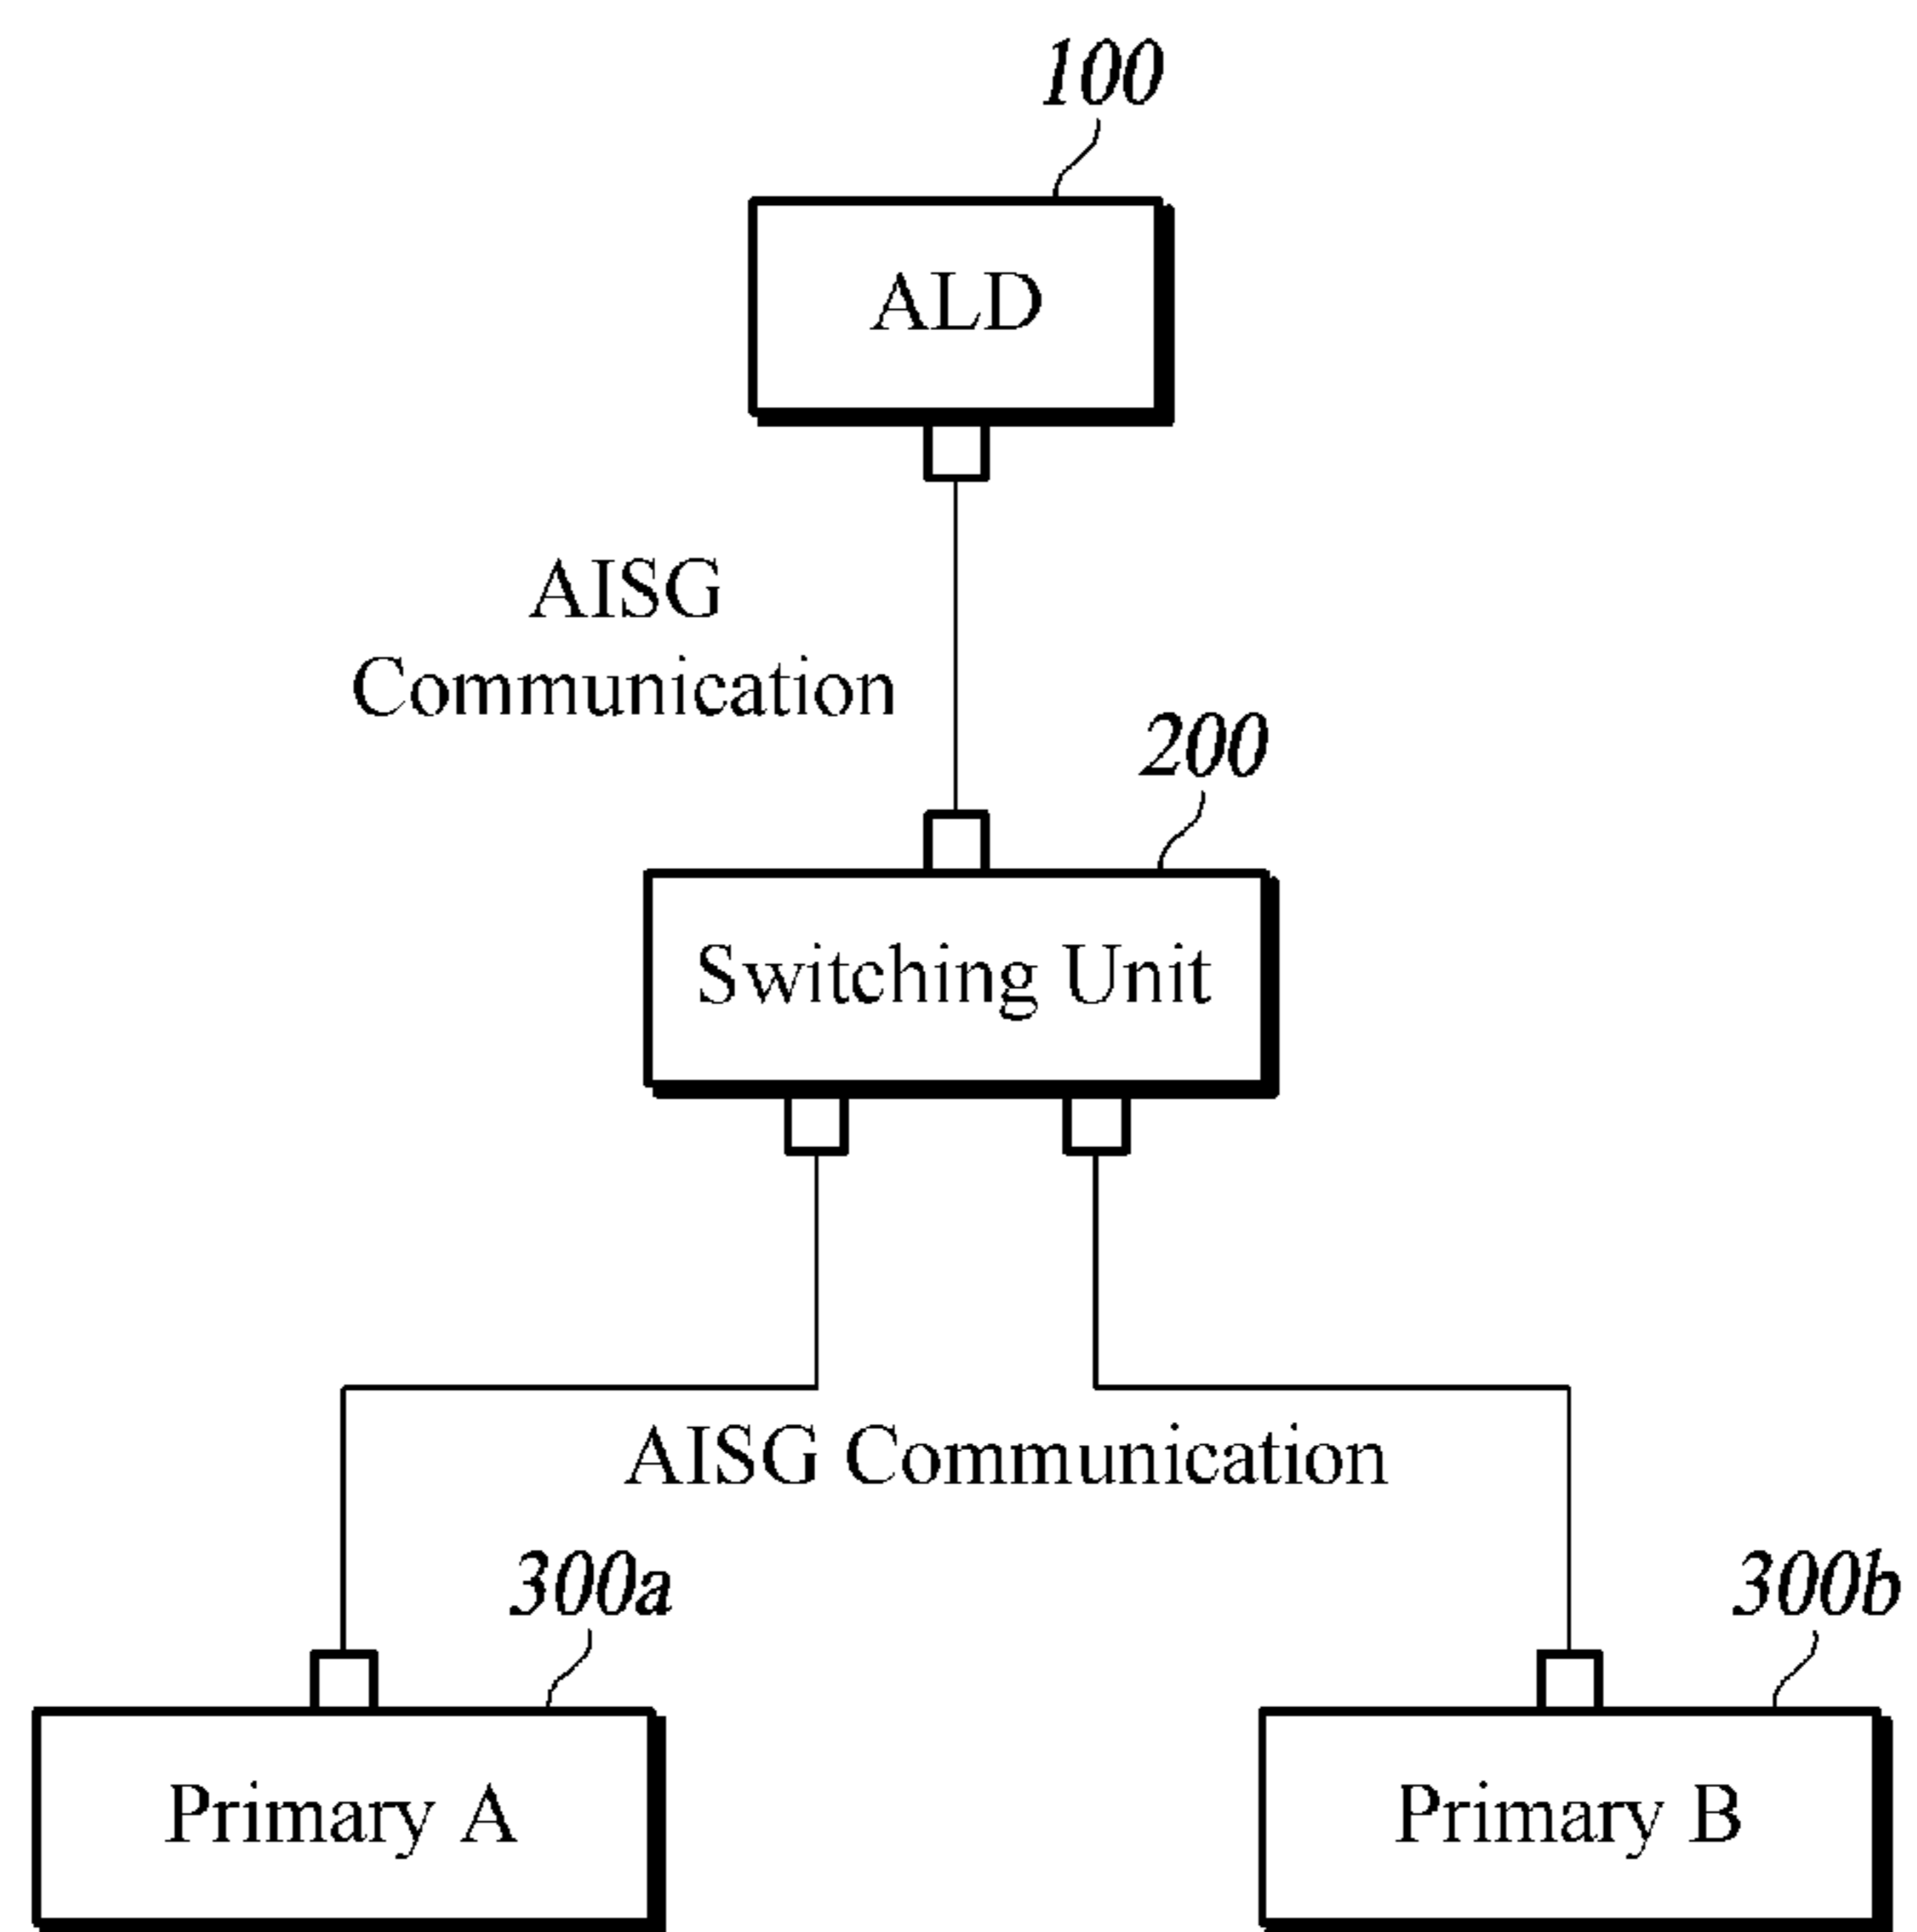 100
ALD
AISG
Communication
200
Switching Unit
AISG Communication
300a
300b
Primary A
Primary B